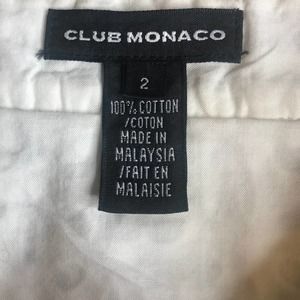 CLUB MONACO
2
100% COTTON
/COTON
MADE IN
MALAYSIA
/FAIT EN
MALAISIE